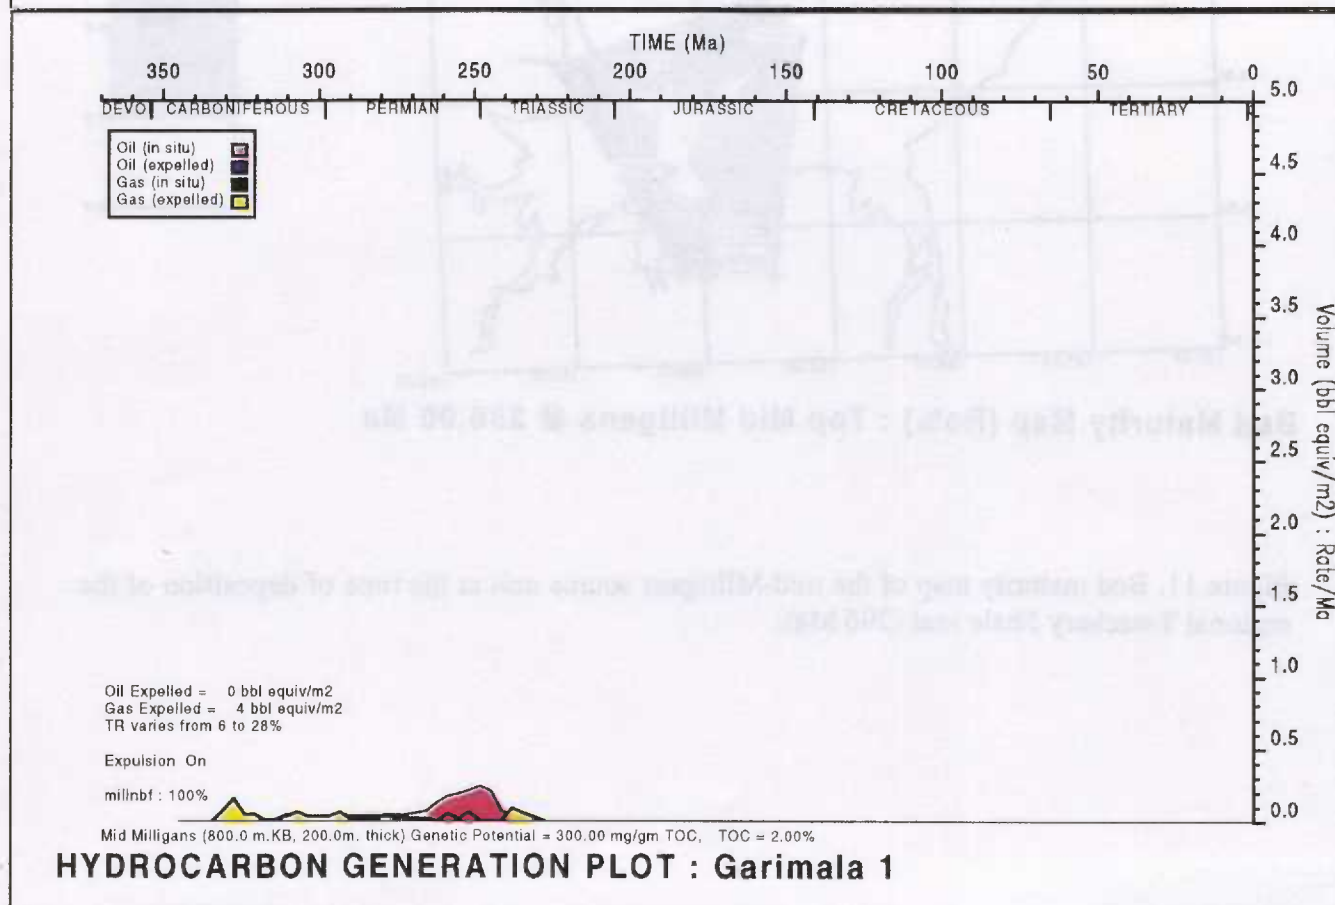 TIME (Ma)
350 300 250 200 150 100 50 0
DEVO CARBONIFEROUS PERMIAN TRIASSIC JURASSIC CRETACEOUS TERTIARY
Oil (in situ)
Oil (expelled)
Gas (in situ)
Gas (expelled)
5.0
4.5
4.0
3.5
3.0
2.5
2.0
1.5
1.0
0.5
0.0
Volume (bbl equiv/m2) : Rate/Ma
Oil Expelled = 0 bbl equiv/m2
Gas Expelled = 4 bbl equiv/m2
TR varies from 6 to 28%
Expulsion On
millnbf : 100%
Mid Milligans (800.0 m.KB, 200.0m. thick) Genetic Potential = 300.00 mg/gm TOC, TOC = 2.00%
HYDROCARBON GENERATION PLOT : Garimala 1